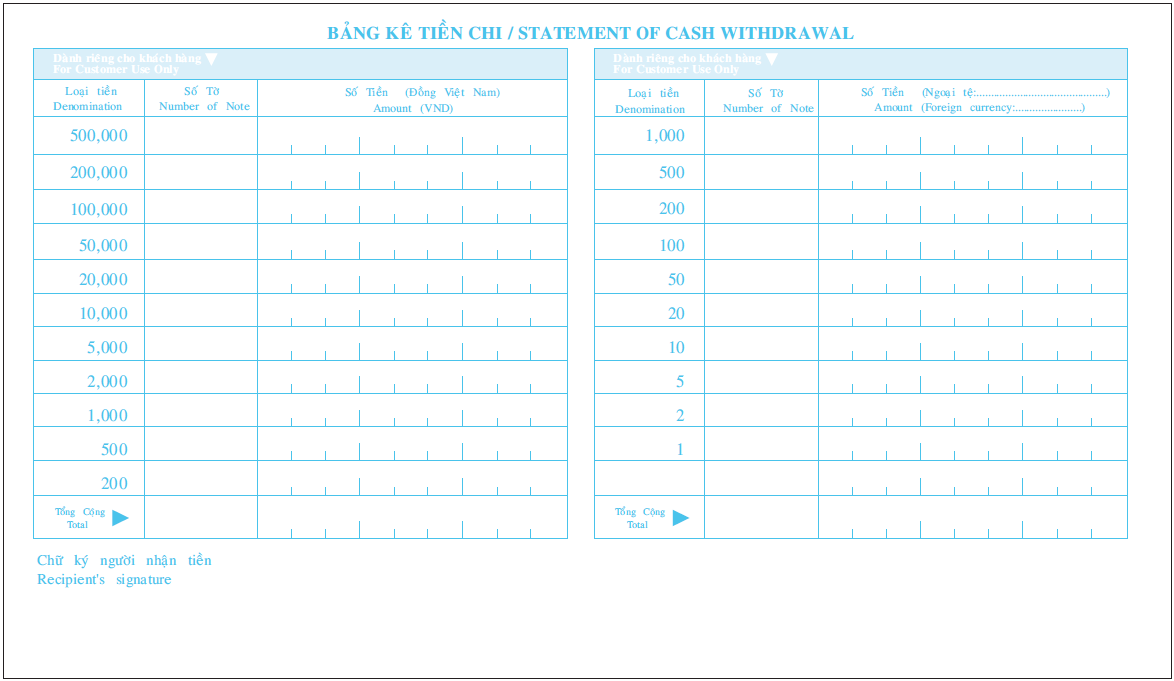 BẢNG KÊ TIỀN CHI / STATEMENT OF CASH WITHDRAWAL
Dành riêng cho khách hàng ▼
For Customer Use Only
Loại tiền
Denomination
Số Tờ
Number of Note
Số Tiền (Đồng Việt Nam)
Amount (VND)
500,000
200,000
100,000
50,000
20,000
10,000
5,000
2,000
1,000
500
200
Tổng Cộng
Total
Dành riêng cho khách hàng ▼
For Customer Use Only
Loại tiền
Denomination
Số Tờ
Number of Note
Số Tiền (Ngoại tệ:............................................)
Amount (Foreign currency:......................)
1,000
500
200
100
50
20
10
5
2
1
Tổng Cộng
Total
Chữ ký người nhận tiền
Recipient's signature